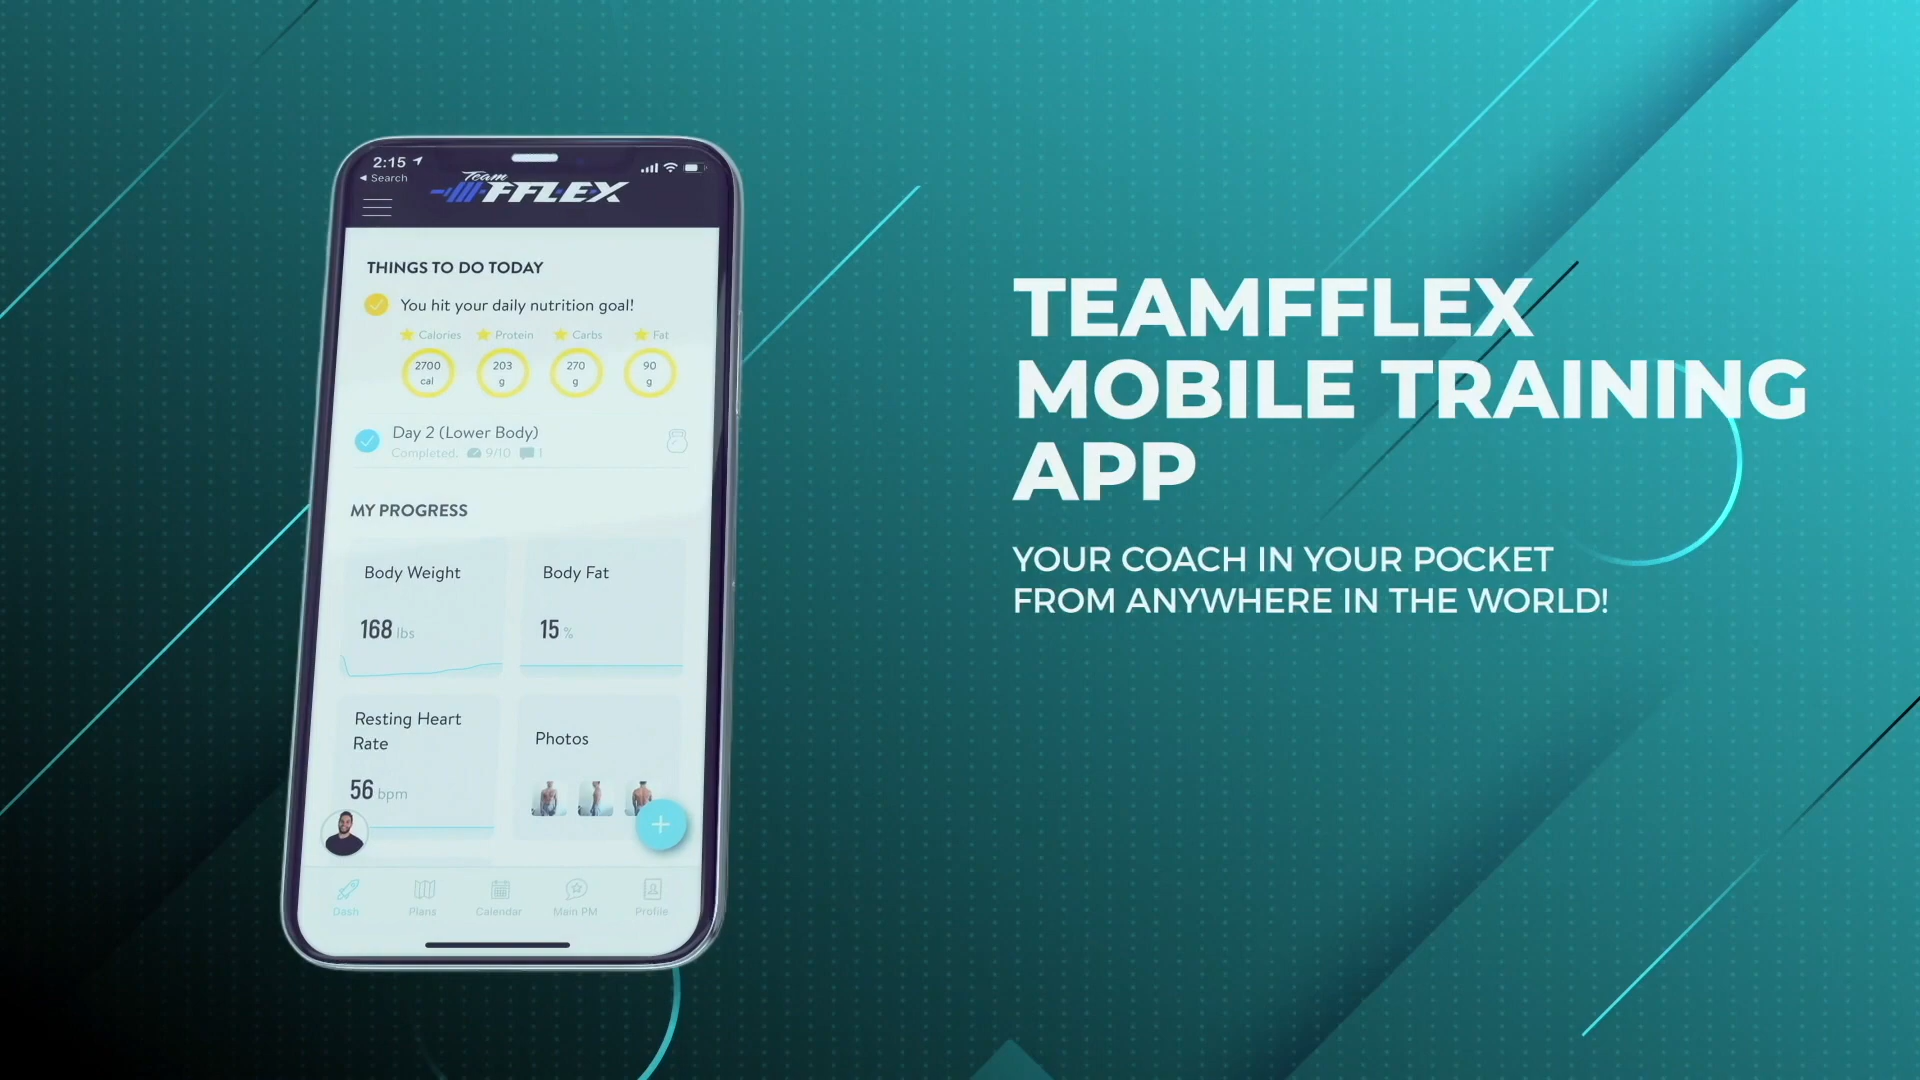 2:15
Search
Team
FFLEX
THINGS TO DO TODAY
You hit your daily nutrition goal!
Calories Protein Carbs Fat
2700 203 270 90
cal g g g
Day 2 (Lower Body)
Completed. 9/10 1
MY PROGRESS
Body Weight Body Fat
168 lbs 15 %
Resting Heart
Rate
Photos
56 bpm
Dash Plans Calendar Main PM Profile
TEAMFFLEX
MOBILE TRAINING
APP
YOUR COACH IN YOUR POCKET
FROM ANYWHERE IN THE WORLD!